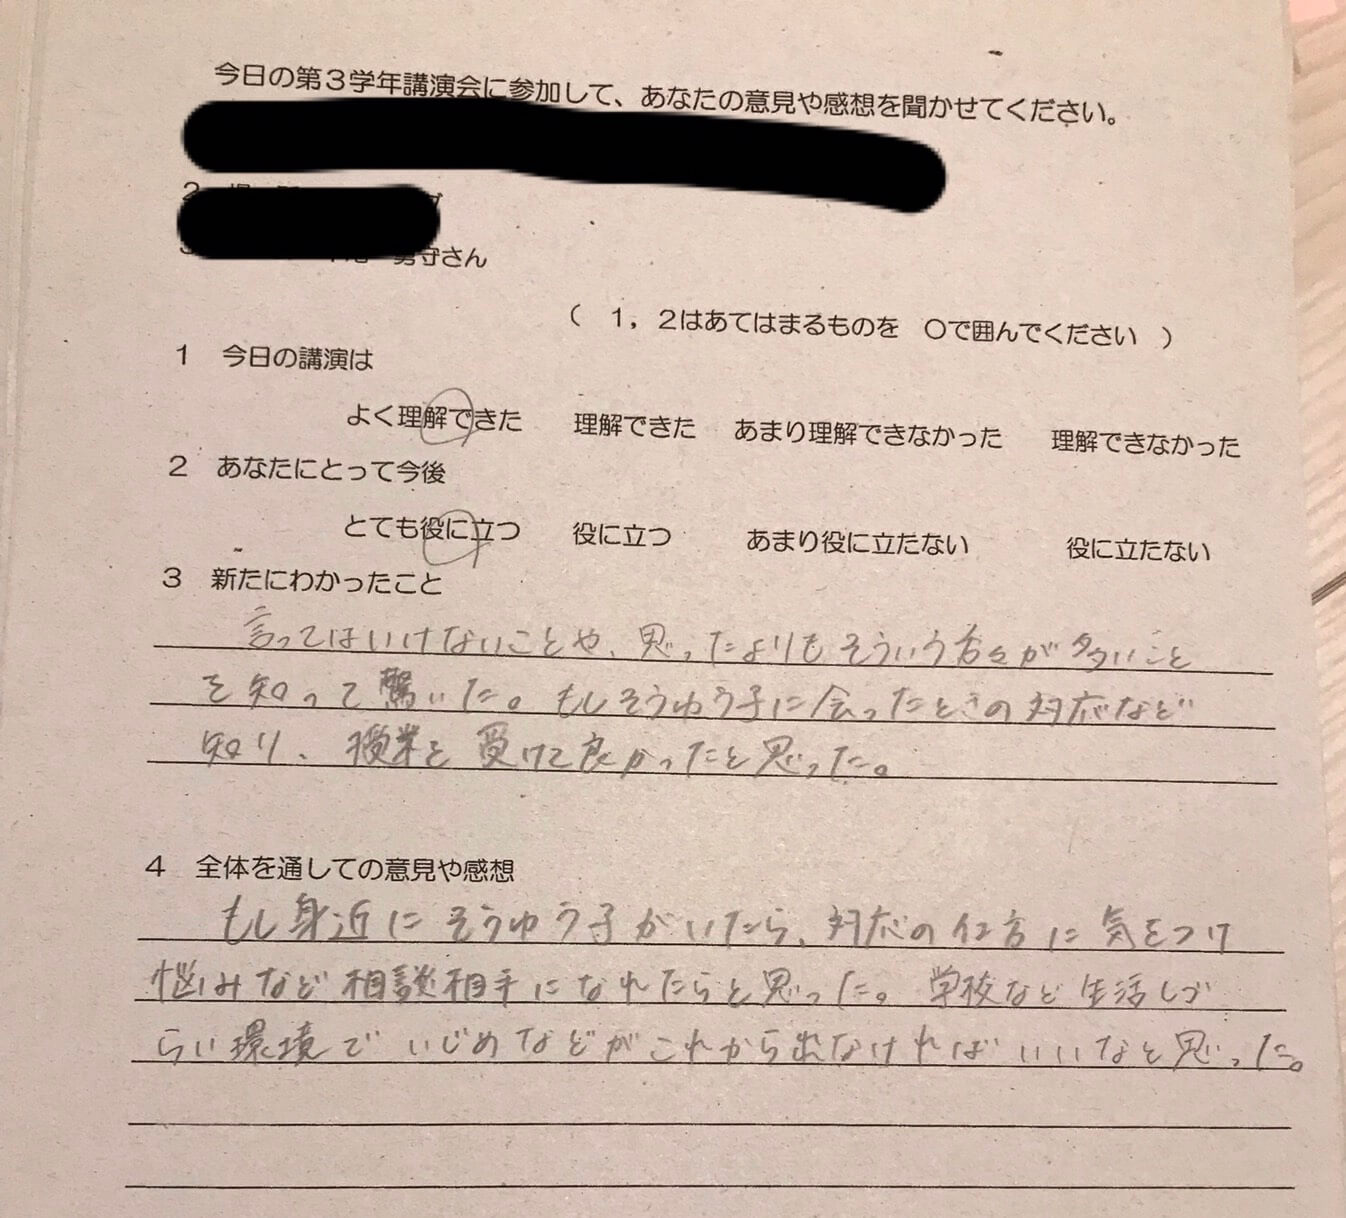 今日の第3学年講演会に参加して、あなたの意見や感想を聞かせてください。
2
勇守さん
( 1,2はあてはまるものを ○で囲んでください )
1 今日の講演は
よく理解できた 理解できた あまり理解できなかった 理解できなかった
2 あなたにとって今後
とても役に立つ 役に立つ あまり役に立たない 役に立たない
3 新たにわかったこと
言ってはいけないことや、思ったよりもそういう方々が多いこと
を知って驚いた。もしそうゆう子に会ったときの対応など
知り、授業を受けて良かったと思った。
4 全体を通しての意見や感想
もし身近にそうゆう子がいたら、対応の仕方に気をつけ
悩みなど相談相手になれたらと思った。学校など生活しづ
らい環境でいじめなどがこれから出なければいいなと思った。